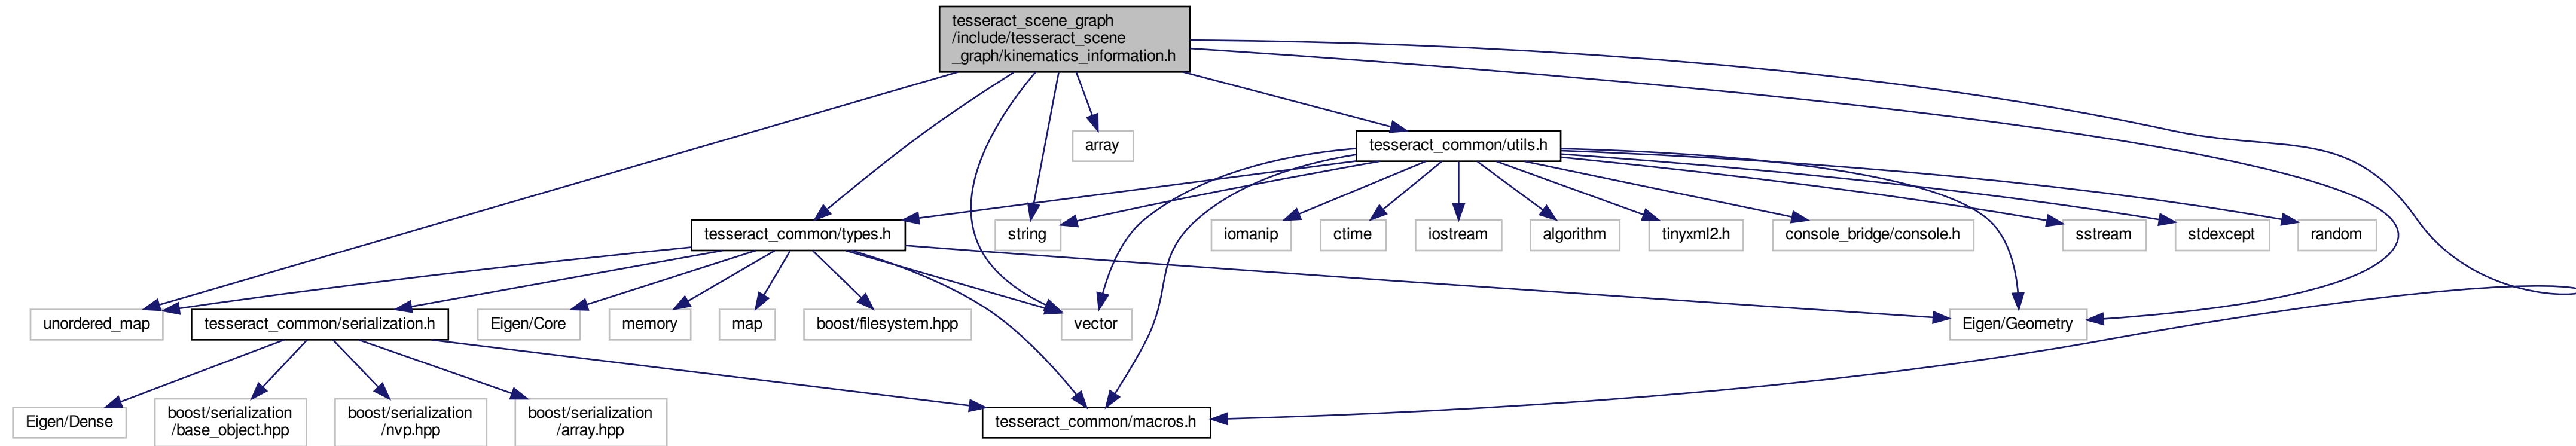 tesseract_scene_graph
/include/tesseract_scene
_graph/kinematics_information.h
array
tesseract_common/utils.h
tesseract_common/types.h
string
iomanip
ctime
iostream
algorithm
tinyxml2.h
console_bridge/console.h
sstream
stdexcept
random
unordered_map
tesseract_common/serialization.h
Eigen/Core
memory
map
boost/filesystem.hpp
vector
Eigen/Geometry
Eigen/Dense
boost/serialization
/base_object.hpp
boost/serialization
/nvp.hpp
boost/serialization
/array.hpp
tesseract_common/macros.h